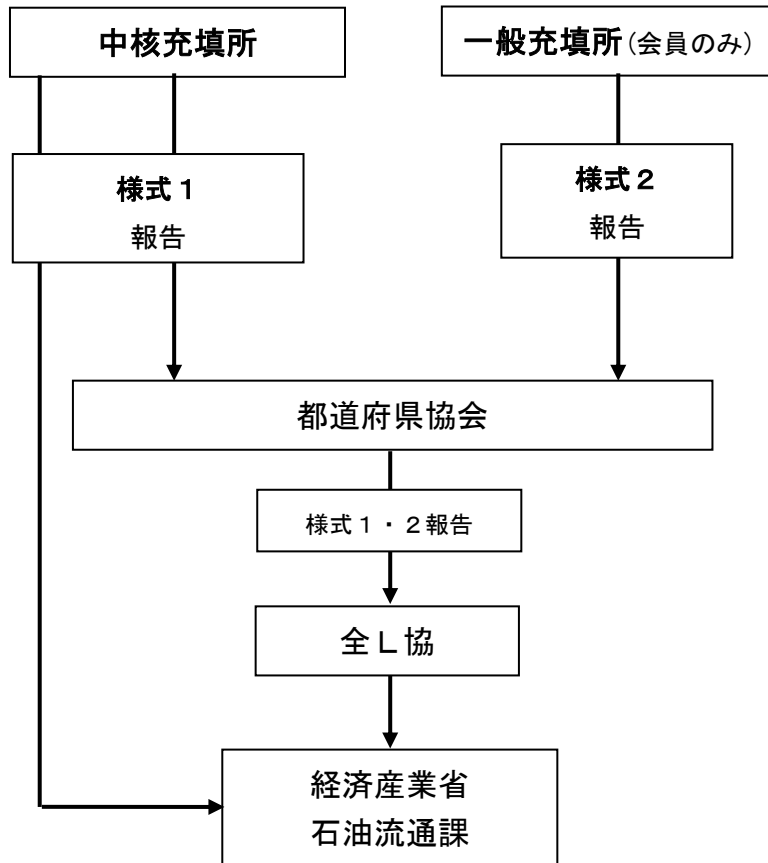 中核充填所
一般充填所(会員のみ)
様式1
報告
様式2
報告
都道府県協会
様式1・2報告
全L協
経済産業省
石油流通課